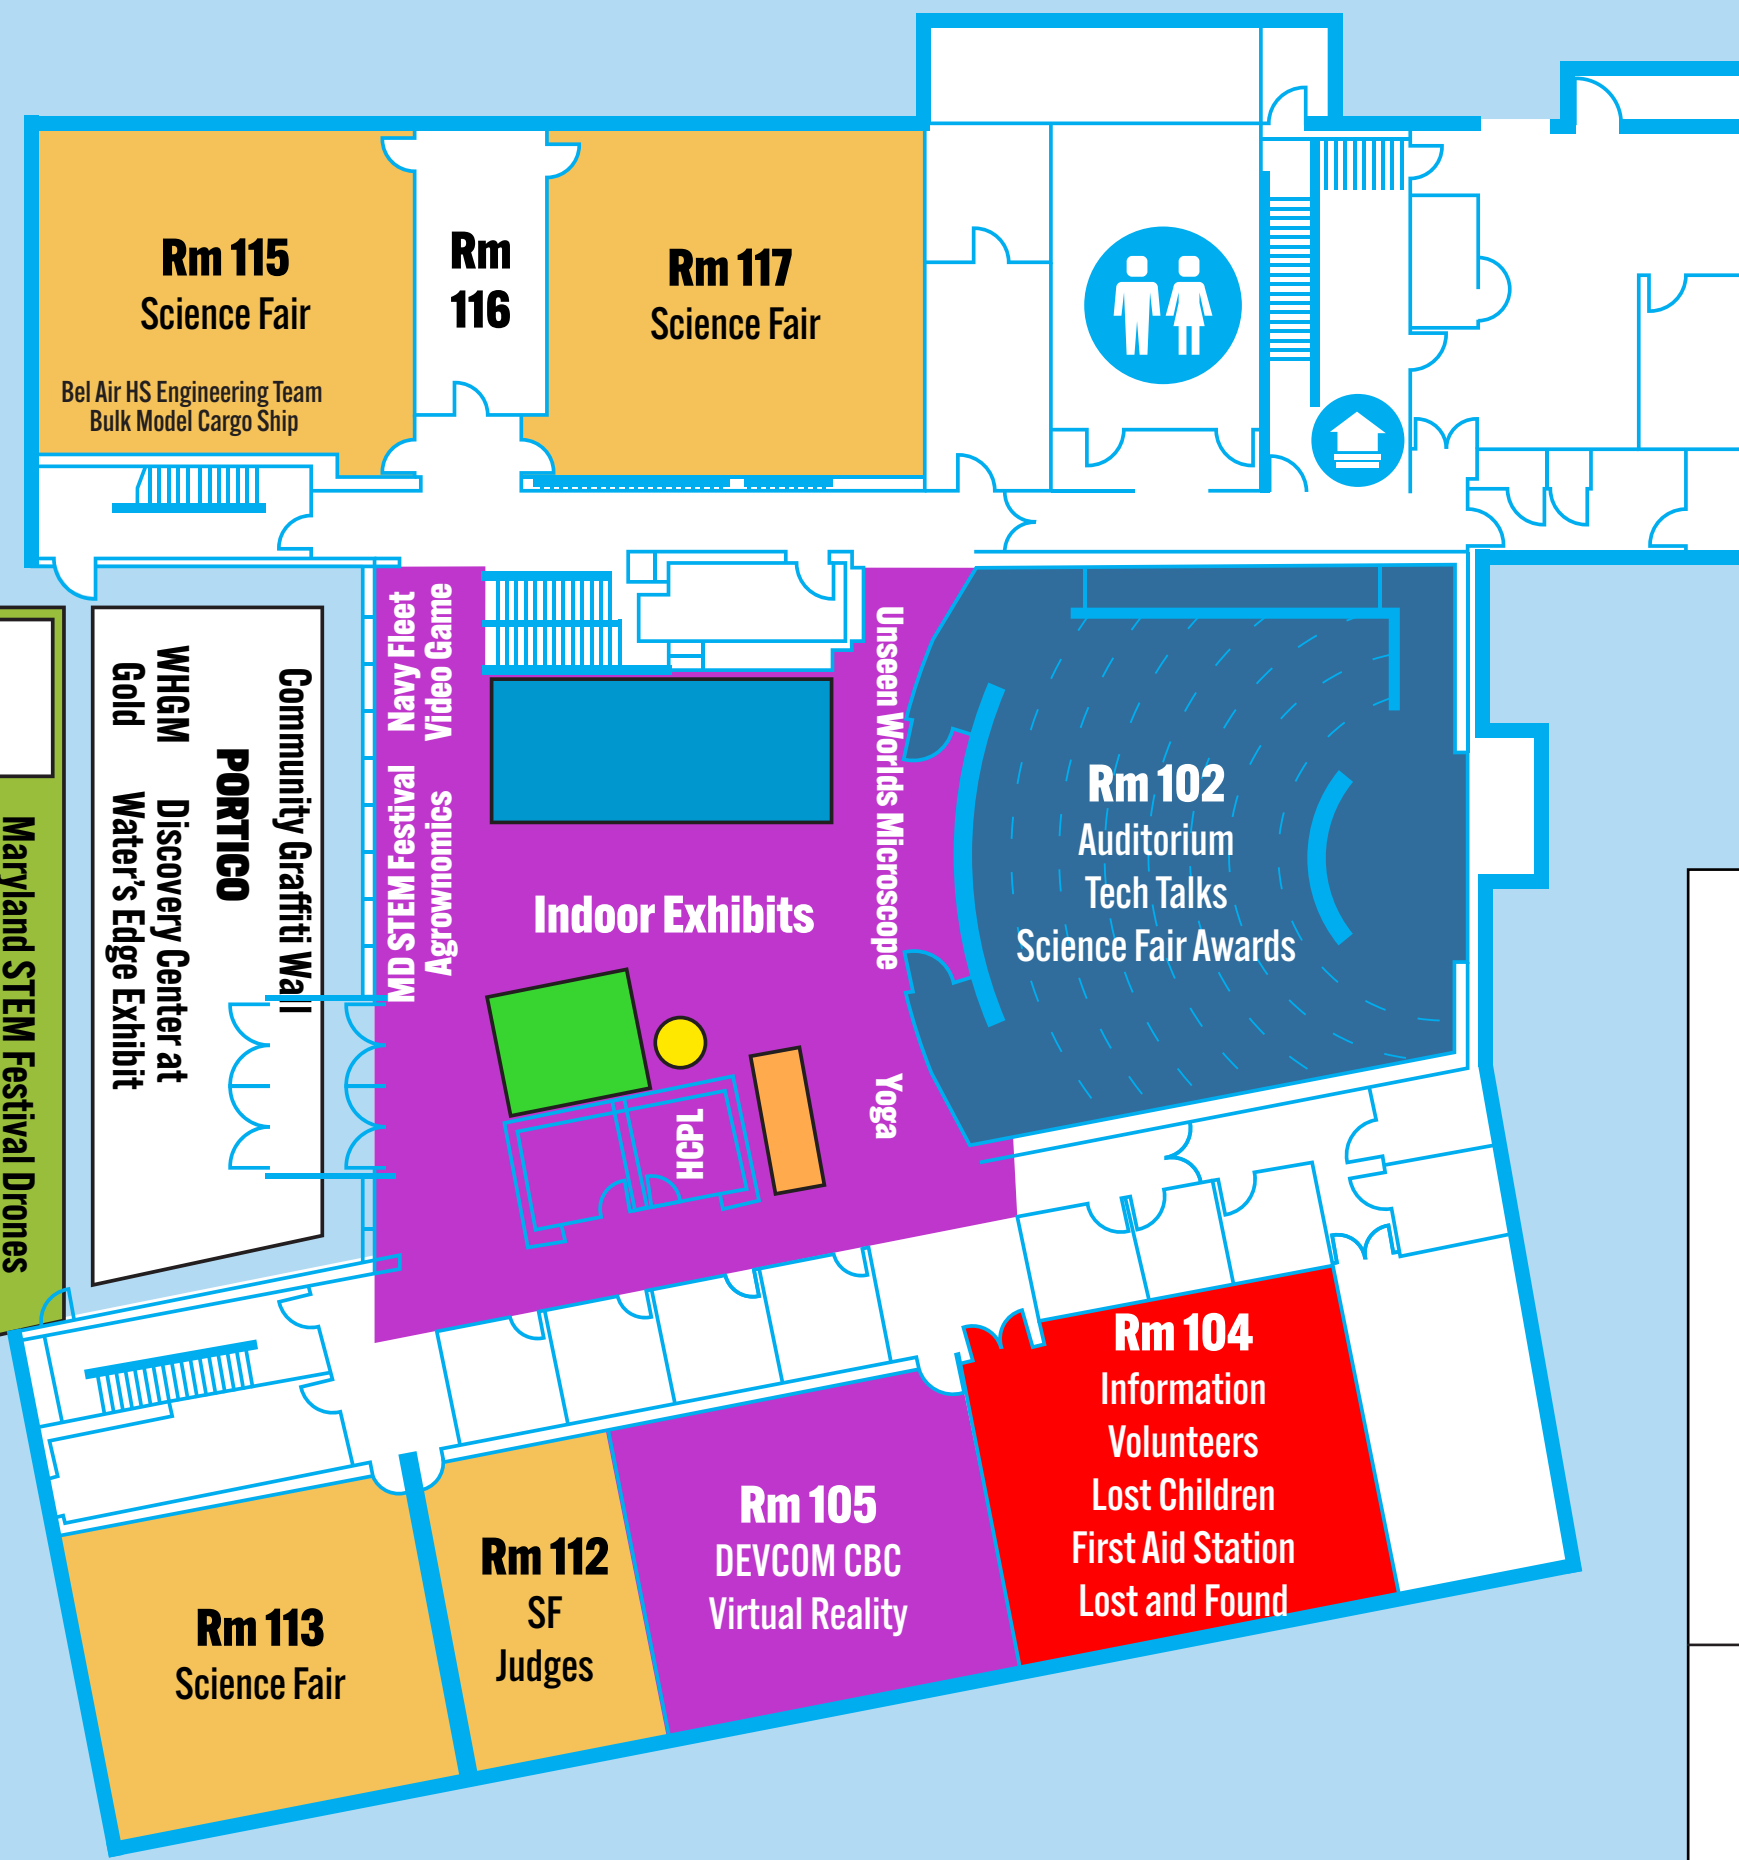 Rm 115
Science Fair
Bel Air HS Engineering Team
Bulk Model Cargo Ship
Rm
116
Rm 117
Science Fair
Maryland STEM Festival Drones
WHGM
Gold
Discovery Center at
Water's Edge Exhibit
PORTICO
Community Graffiti Wall
Navy Fleet
Video Game
MD STEM Festival
Agrownomics
Indoor Exhibits
Unseen Worlds Microscope
Yoga
HCPL
Rm 102
Auditorium
Tech Talks
Science Fair Awards
Rm 104
Information
Volunteers
Lost Children
First Aid Station
Lost and Found
Rm 105
DEVCOM CBC
Virtual Reality
Rm 112
SF
Judges
Rm 113
Science Fair